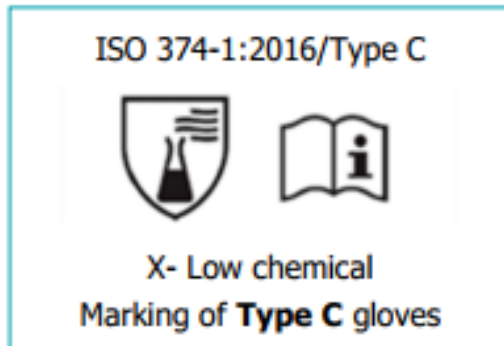 ISO 374-1:2016/Type C
i
X- Low chemical
Marking of Type C gloves